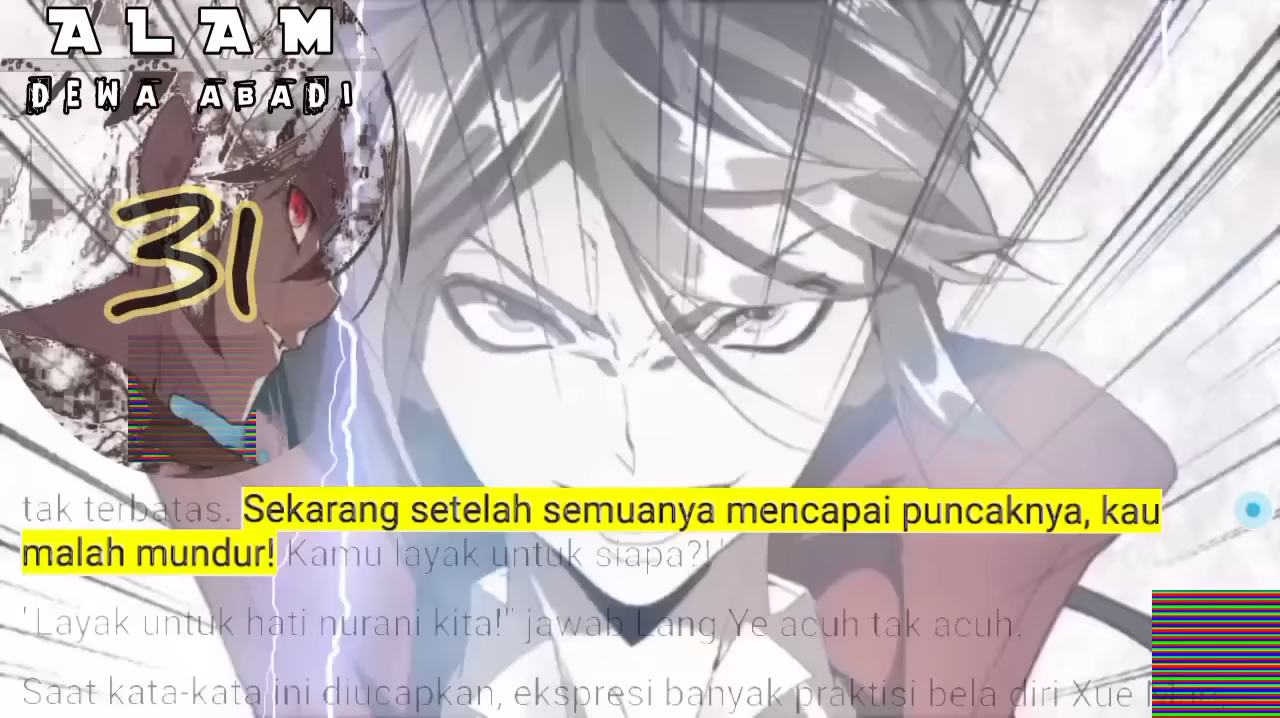 ALAM
DEWA ABADI
31
tak terbatas. Sekarang setelah semuanya mencapai puncaknya, kau
malah mundur! Kamu layak untuk siapa?!'
'Layak untuk hati nurani kita!' jawab Lang Ye acuh tak acuh.
Saat kata-kata ini diucapkan, ekspresi banyak praktisi bela diri Xue